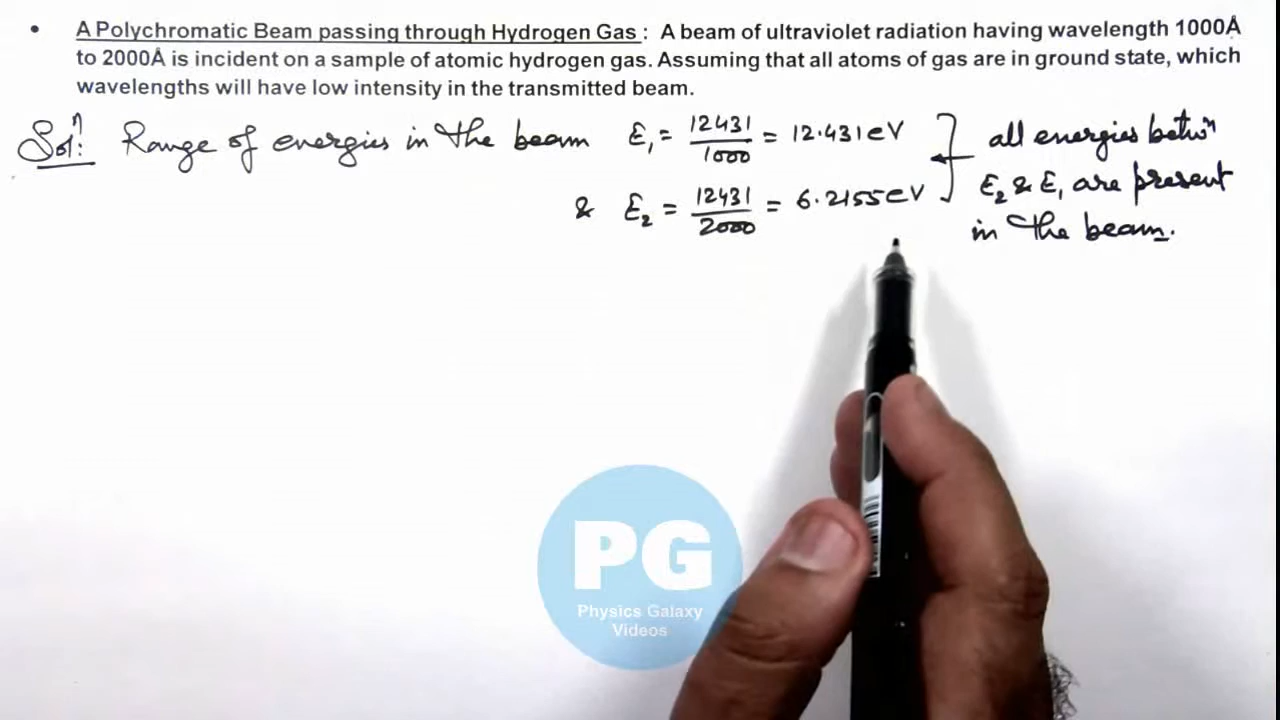 • A Polychromatic Beam passing through Hydrogen Gas : A beam of ultraviolet radiation having wavelength 1000Å
to 2000Å is incident on a sample of atomic hydrogen gas. Assuming that all atoms of gas are in ground state, which
wavelengths will have low intensity in the transmitted beam.
Solⁿ: Range of energies in the beam E₁ = 12431/1000 = 12.431 eV
& E₂ = 12431/2000 = 6.2155 eV
all energies betwⁿ
E₂ & E₁ are present
in the beam.
PG
Physics Galaxy
Videos